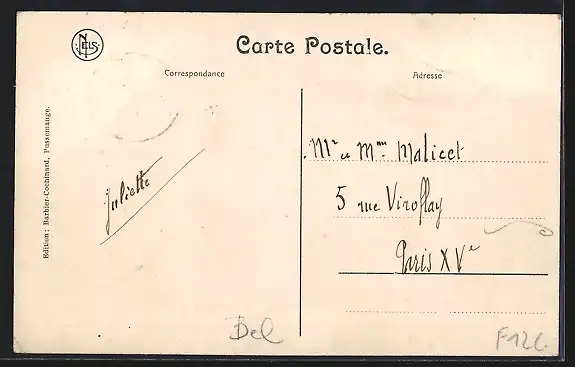 NELS
Carte Postale.
Correspondance
Adresse
Edition: Barbier-Cochinard, Pussemange.
Juliette
Mr et Mme Malicet
5 rue Viroflay
Paris XVe
Bel
F12C.